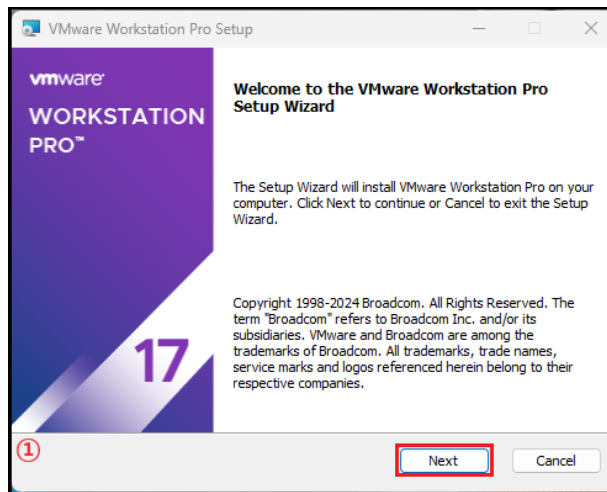 VMware Workstation Pro Setup
vmware®
WORKSTATION
PRO™
17
Welcome to the VMware Workstation Pro
Setup Wizard
The Setup Wizard will install VMware Workstation Pro on your
computer. Click Next to continue or Cancel to exit the Setup
Wizard.
Copyright 1998-2024 Broadcom. All Rights Reserved. The
term "Broadcom" refers to Broadcom Inc. and/or its
subsidiaries. VMware and Broadcom are among the
trademarks of Broadcom. All trademarks, trade names,
service marks and logos referenced herein belong to their
respective companies.
①
Next
Cancel